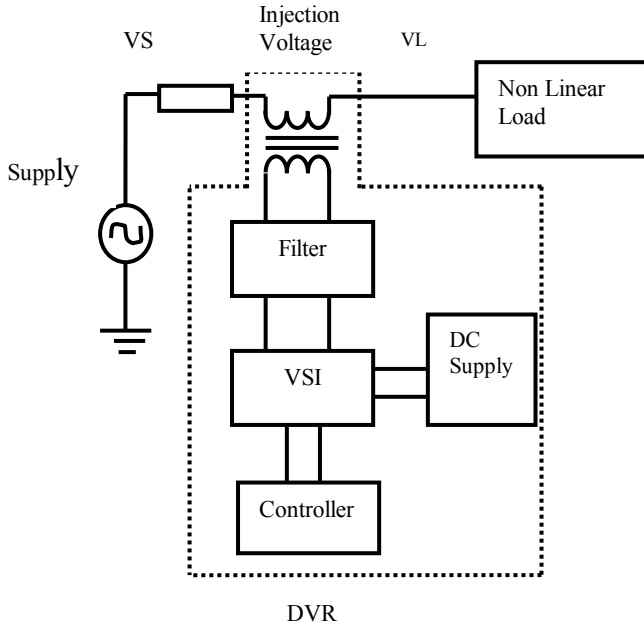 Injection
Voltage
VS
VL
Non Linear
Load
Supply
Filter
DC
Supply
VSI
Controller
DVR